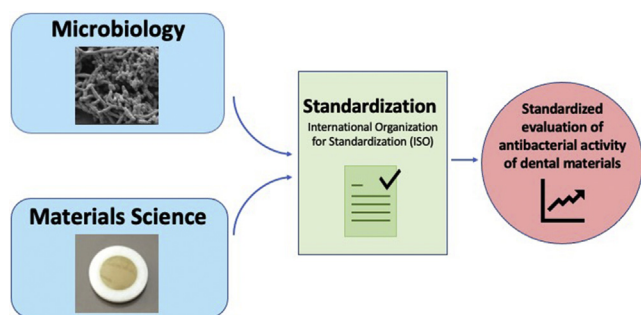 Microbiology
Materials Science
Standardization
International Organization
for Standardization (ISO)
Standardized
evaluation of
antibacterial activity
of dental materials